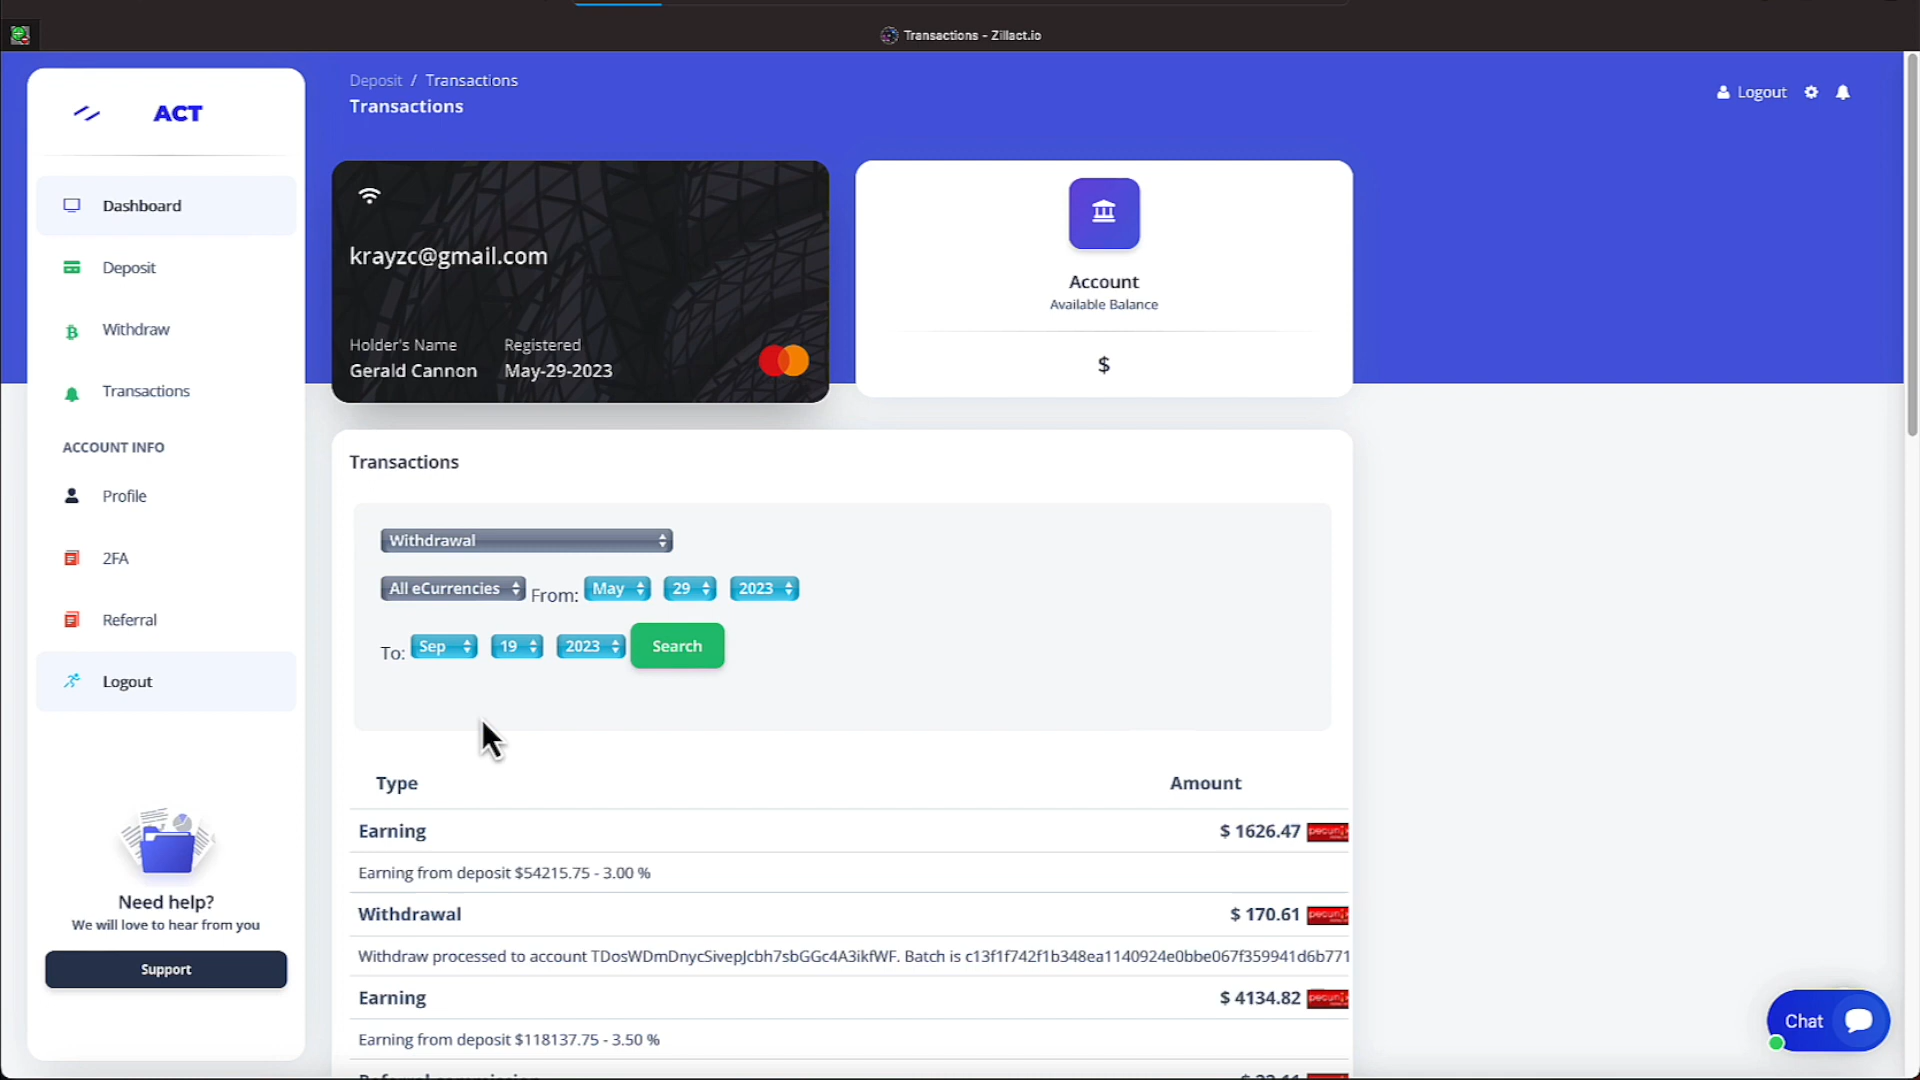 Transactions - Zillact.io
ACT
Deposit / Transactions
Transactions
Logout
Dashboard
Deposit
Withdraw
Transactions
ACCOUNT INFO
Profile
2FA
Referral
Logout
Need help?
We will love to hear from you
Support
krayzc@gmail.com
Holder's Name Registered
Gerald Cannon May-29-2023
Account
Available Balance
$
Transactions
Withdrawal
All eCurrencies From: May 29 2023
To: Sep 19 2023 Search
Type Amount
Earning $ 1626.47
Earning from deposit $54215.75 - 3.00 %
Withdrawal $ 170.61
Withdraw processed to account TDosWDmDnycSivepJcbh7sbGGc4A3ikfWF. Batch is c13f1f742f1b348ea1140924e0bbe067f359941d6b771
Earning $ 4134.82
Earning from deposit $118137.75 - 3.50 %
Chat